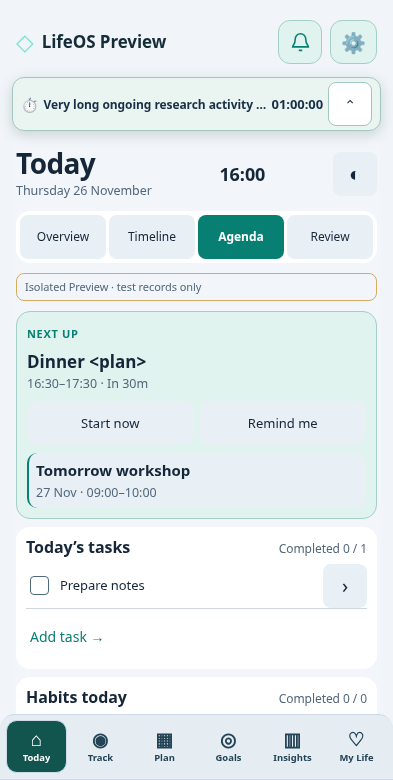 LifeOS Preview
Very long ongoing research activity ... 01:00:00
Today
Thursday 26 November
16:00
Overview Timeline Agenda Review
Isolated Preview · test records only
NEXT UP
Dinner <plan>
16:30–17:30 · In 30m
Start now Remind me
Tomorrow workshop
27 Nov · 09:00–10:00
Today’s tasks Completed 0 / 1
Prepare notes
Add task →
Habits today Completed 0 / 0
Today Track Plan Goals Insights My Life